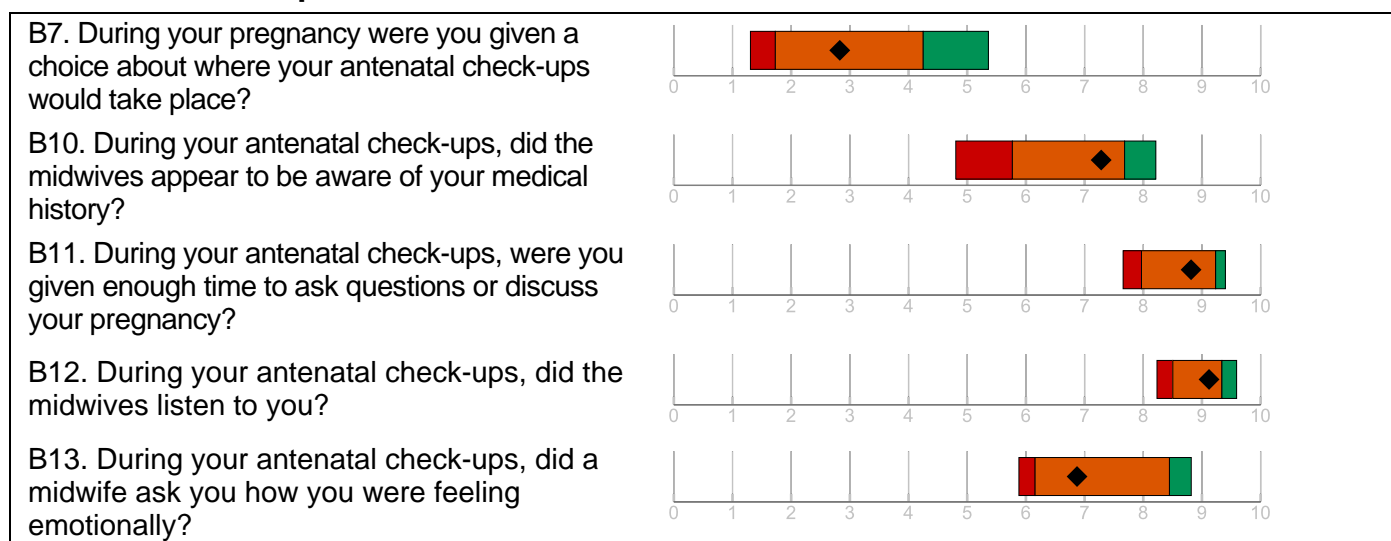 B7. During your pregnancy were you given a
choice about where your antenatal check-ups
would take place?
0 1 2 3 4 5 6 7 8 9 10
B10. During your antenatal check-ups, did the
midwives appear to be aware of your medical
history?
0 1 2 3 4 5 6 7 8 9 10
B11. During your antenatal check-ups, were you
given enough time to ask questions or discuss
your pregnancy?
0 1 2 3 4 5 6 7 8 9 10
B12. During your antenatal check-ups, did the
midwives listen to you?
0 1 2 3 4 5 6 7 8 9 10
B13. During your antenatal check-ups, did a
midwife ask you how you were feeling
emotionally?
0 1 2 3 4 5 6 7 8 9 10